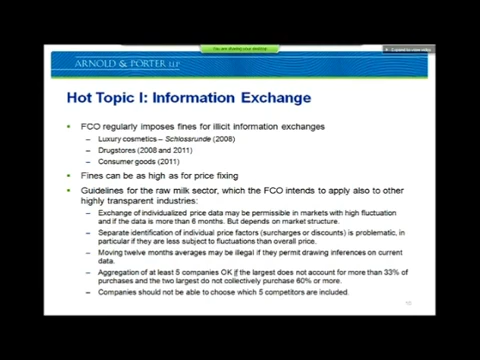 You are sharing your desktop
ARNOLD & PORTER LLP
Hot Topic I: Information Exchange
• FCO regularly imposes fines for illicit information exchanges
– Luxury cosmetics – Schlossrunde (2008)
– Drugstores (2008 and 2011)
– Consumer goods (2011)
• Fines can be as high as for price fixing
• Guidelines for the raw milk sector, which the FCO intends to apply also to other
highly transparent industries:
– Exchange of individualized price data may be permissible in markets with high fluctuation
and if the data is more than 6 months. But depends on market structure.
– Separate identification of individual price factors (surcharges or discounts) is problematic, in
particular if they are less subject to fluctuations than overall price.
– Moving twelve months averages may be illegal if they permit drawing inferences on current
data.
– Aggregation of at least 5 companies OK if the largest does not account for more than 33% of
purchases and the two largest do not collectively purchase 60% or more.
– Companies should not be able to choose which 5 competitors are included.